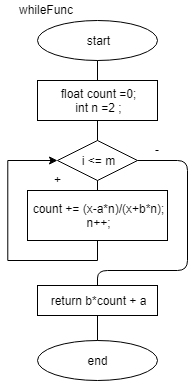 whileFunc
start
float count =0;
int n =2 ;
i <= m
-
+
count += (x-a*n)/(x+b*n);
n++;
return b*count + a
end